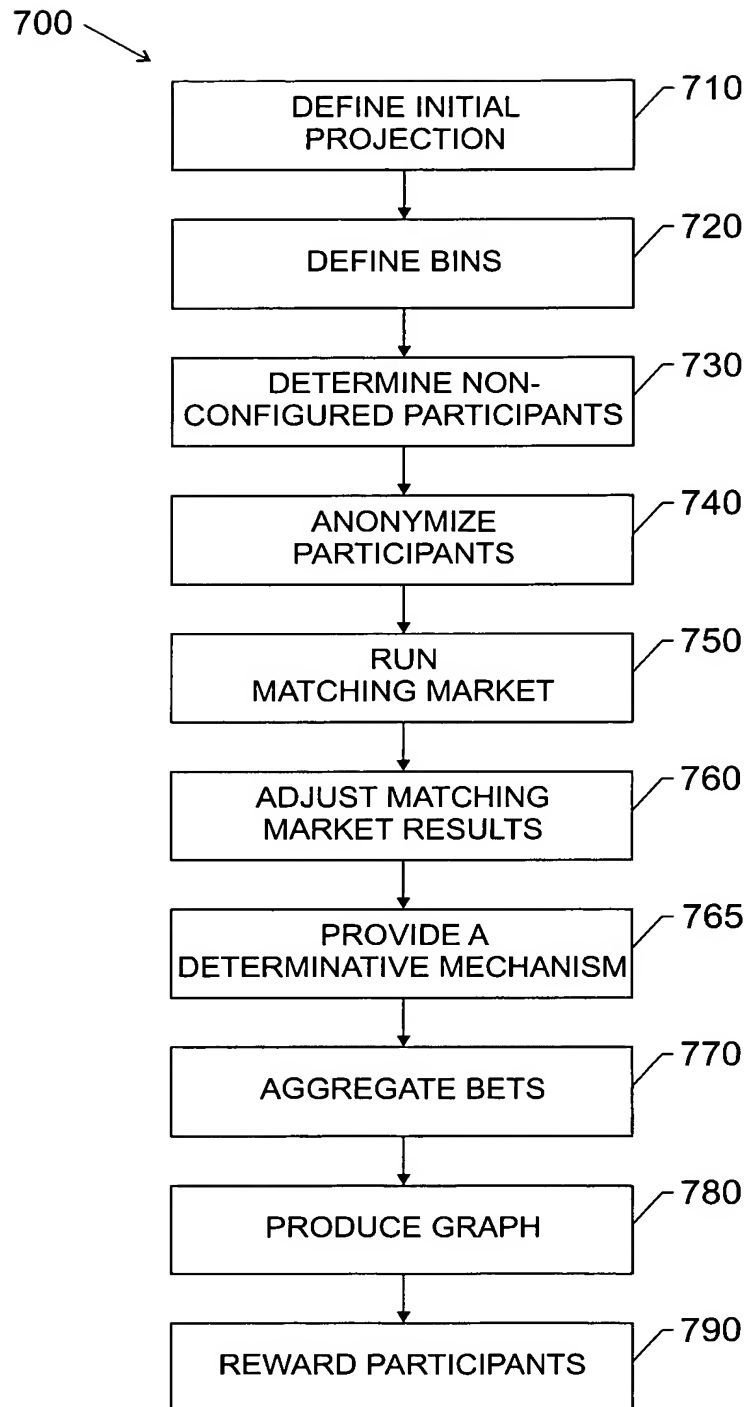 700
710
DEFINE INITIAL
PROJECTION
720
DEFINE BINS
730
DETERMINE NON-
CONFIGURED PARTICIPANTS
740
ANONYMIZE
PARTICIPANTS
750
RUN
MATCHING MARKET
760
ADJUST MATCHING
MARKET RESULTS
765
PROVIDE A
DETERMINATIVE MECHANISM
770
AGGREGATE BETS
780
PRODUCE GRAPH
790
REWARD PARTICIPANTS